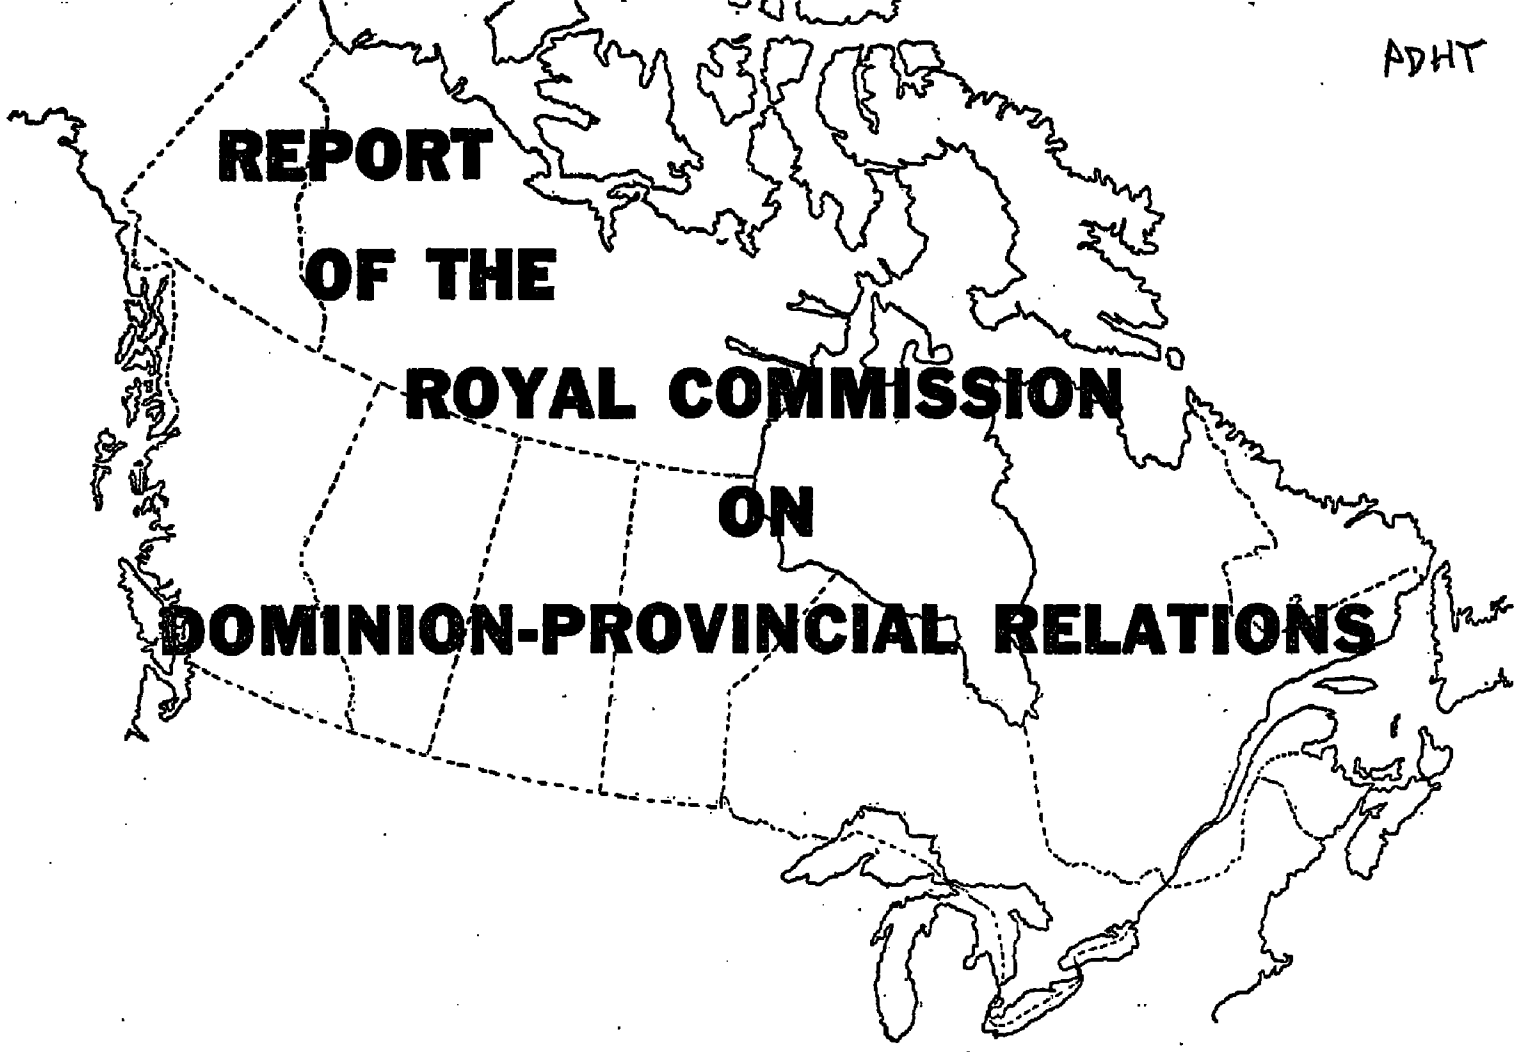 ADHT
REPORT
OF THE
ROYAL COMMISSION
ON
DOMINION-PROVINCIAL RELATIONS